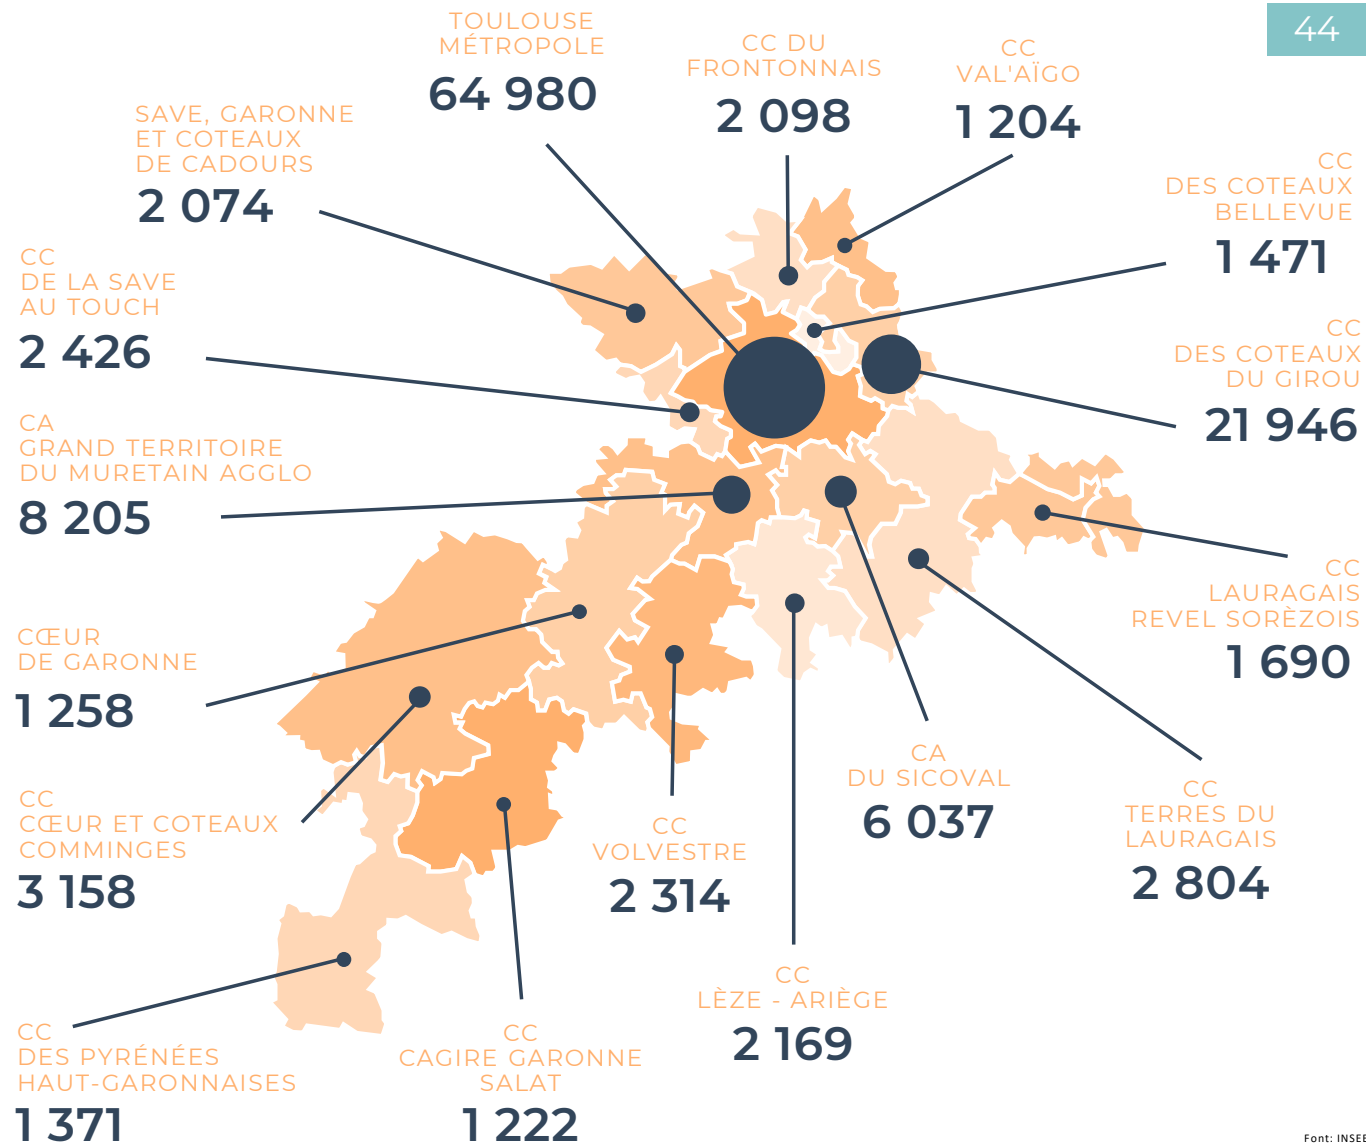 44
TOULOUSE
MÉTROPOLE
64 980
CC DU
FRONTONNAIS
2 098
CC
VAL'AÏGO
1 204
SAVE, GARONNE
ET COTEAUX
DE CADOURS
2 074
CC
DES COTEAUX
BELLEVUE
1 471
CC
DE LA SAVE
AU TOUCH
2 426
CC
DES COTEAUX
DU GIROU
21 946
CA
GRAND TERRITOIRE
DU MURETAIN AGGLO
8 205
CC
LAURAGAIS
REVEL SORÈZOIS
1 690
CŒUR
DE GARONNE
1 258
CA
DU SICOVAL
6 037
CC
TERRES DU
LAURAGAIS
2 804
CC
CŒUR ET COTEAUX
COMMINGES
3 158
CC
VOLVESTRE
2 314
CC
LÈZE - ARIÈGE
2 169
CC
DES PYRÉNÉES
HAUT-GARONNAISES
1 371
CC
CAGIRE GARONNE
SALAT
1 222
Font: INSEE